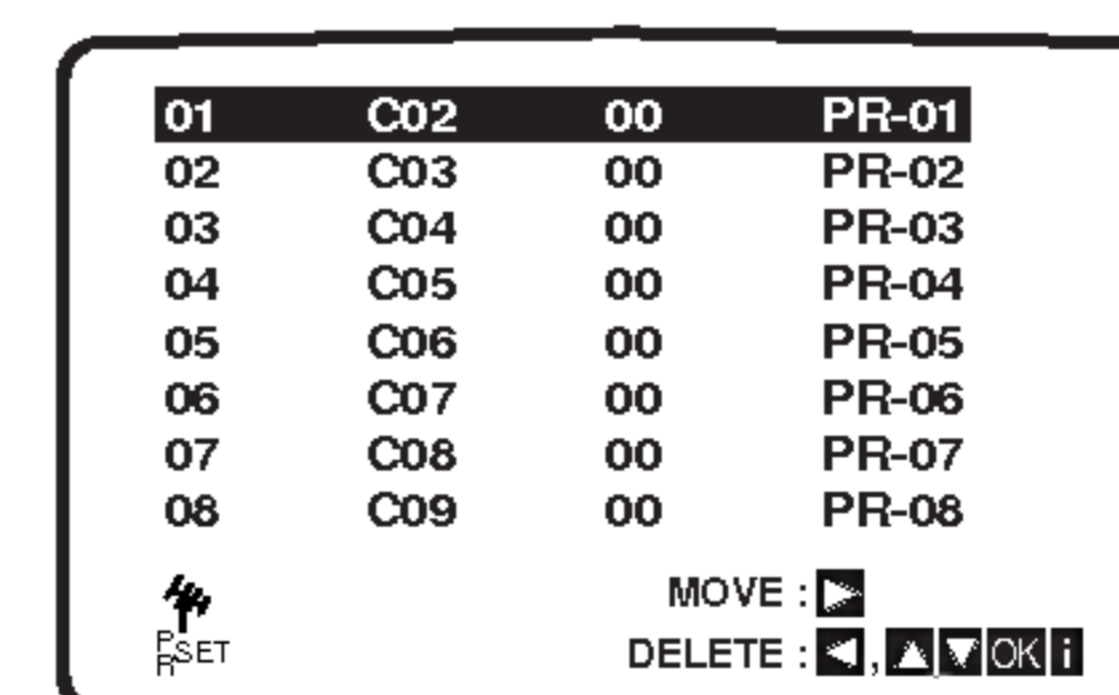 01 C02 00 PR-01
02 C03 00 PR-02
03 C04 00 PR-03
04 C05 00 PR-04
05 C06 00 PR-05
06 C07 00 PR-06
07 C08 00 PR-07
08 C09 00 PR-08
MOVE : ▷
PR SET
DELETE : ◁ , △ ▽ OK i